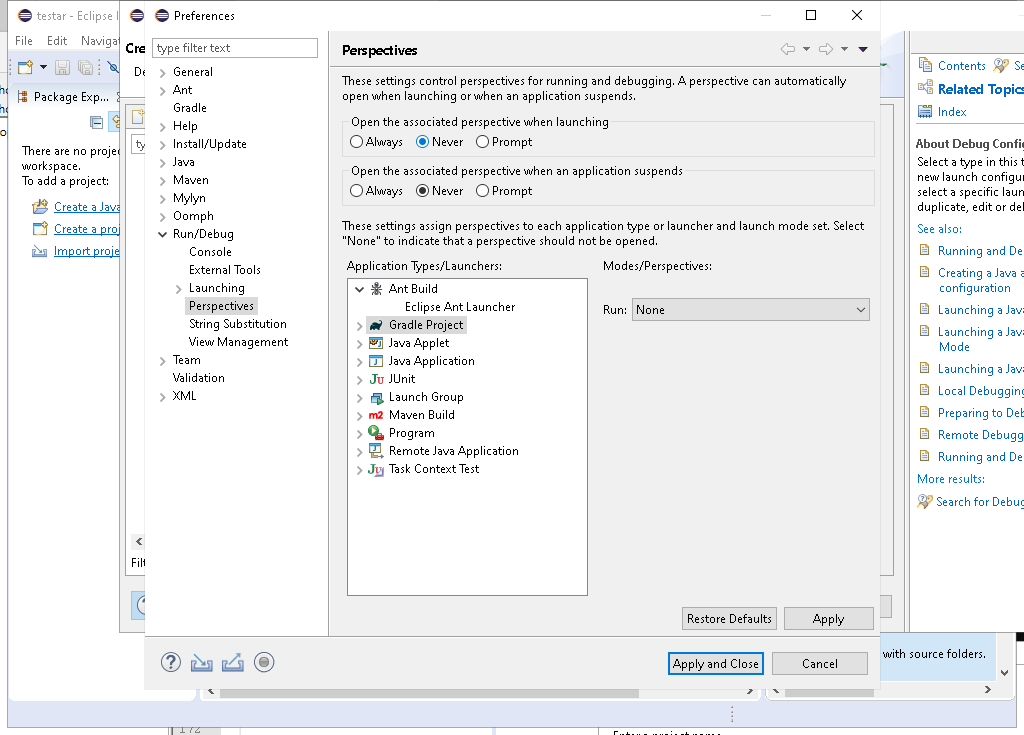 testar - Eclipse I
File Edit Navigat
Package Exp...
There are no projec
workspace.
To add a project:
Create a Java
Create a proj
Import proje
Cre
De
ty
Filt
Preferences
type filter text
General
Ant
Gradle
Help
Install/Update
Java
Maven
Mylyn
Oomph
Run/Debug
Console
External Tools
Launching
Perspectives
String Substitution
View Management
Team
Validation
XML
Perspectives
These settings control perspectives for running and debugging. A perspective can automatically
open when launching or when an application suspends.
Open the associated perspective when launching
Always Never Prompt
Open the associated perspective when an application suspends
Always Never Prompt
These settings assign perspectives to each application type or launcher and launch mode set. Select
"None" to indicate that a perspective should not be opened.
Application Types/Launchers:
Modes/Perspectives:
Ant Build
Eclipse Ant Launcher
Gradle Project
Java Applet
Java Application
JUnit
Launch Group
Maven Build
Program
Remote Java Application
Task Context Test
Run: None
Restore Defaults
Apply
Apply and Close
Cancel
Contents Se
Related Topics
Index
About Debug Config
Select a type in this t
new launch configur
select a specific laun
duplicate, edit or del
See also:
Running and De
Creating a Java a
configuration
Launching a Java
Launching a Java
Mode
Launching a Java
Local Debugging
Preparing to Deb
Remote Debugg
Running and De
More results:
Search for Debug
with source folders.
172
Enter a project name